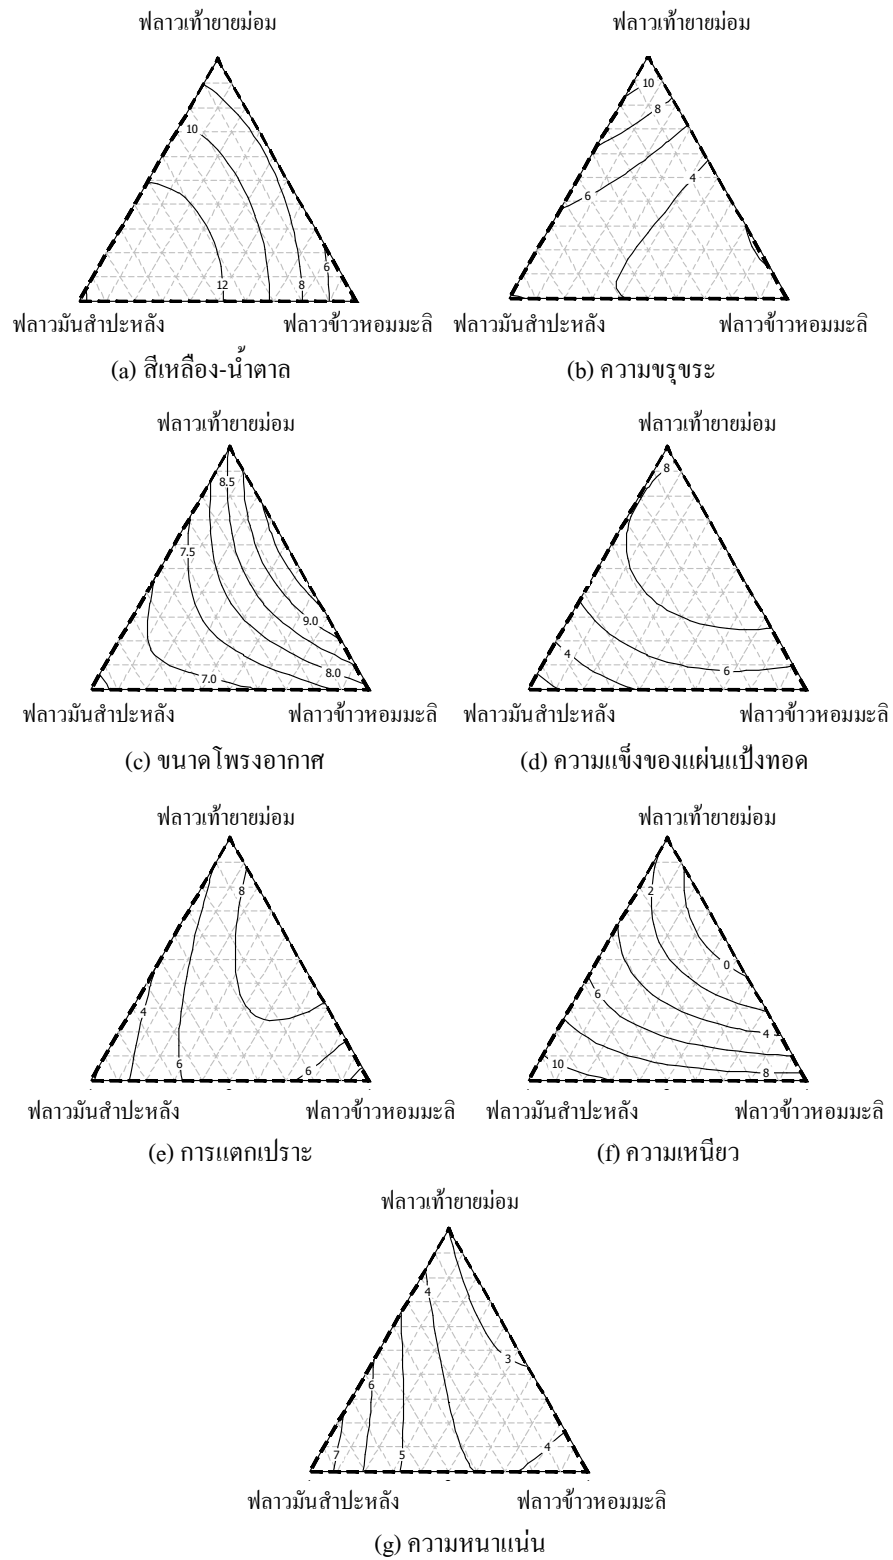 ฟลาวเท้ายายม่อม ฟลาวเท้ายายม่อม
10 10
8
4
6
6
12 8
ฟลาวมันสำปะหลัง ฟลาวข้าวหอมมะลิ ฟลาวมันสำปะหลัง ฟลาวข้าวหอมมะลิ
(a) สีเหลือง-น้ำตาล (b) ความขรุขระ
ฟลาวเท้ายายม่อม ฟลาวเท้ายายม่อม
8.5 8
7.5
9.0
4
7.0 8.0 6
ฟลาวมันสำปะหลัง ฟลาวข้าวหอมมะลิ ฟลาวมันสำปะหลัง ฟลาวข้าวหอมมะลิ
(c) ขนาดโพรงอากาศ (d) ความแข็งของแผ่นแป้งทอด
ฟลาวเท้ายายม่อม ฟลาวเท้ายายม่อม
8 2
0
6
4 4
6 6 10 8
ฟลาวมันสำปะหลัง ฟลาวข้าวหอมมะลิ ฟลาวมันสำปะหลัง ฟลาวข้าวหอมมะลิ
(e) การแตกเปราะ (f) ความเหนียว
ฟลาวเท้ายายม่อม
4
3
6
4
7 5
ฟลาวมันสำปะหลัง ฟลาวข้าวหอมมะลิ
(g) ความหนาแน่น